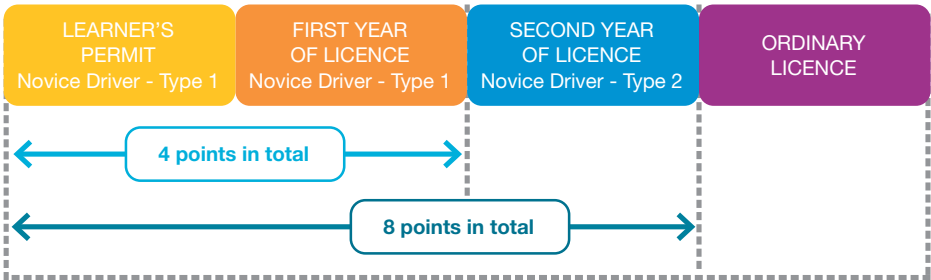 LEARNER'S
PERMIT
Novice Driver - Type 1
FIRST YEAR
OF LICENCE
Novice Driver - Type 1
SECOND YEAR
OF LICENCE
Novice Driver - Type 2
ORDINARY
LICENCE
4 points in total
8 points in total